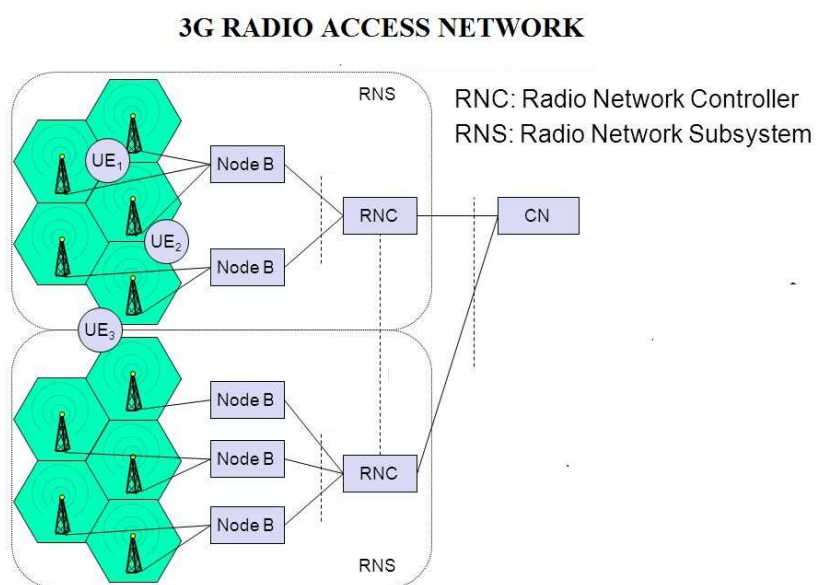 3G RADIO ACCESS NETWORK
RNS
RNC: Radio Network Controller
RNS: Radio Network Subsystem
UE1
Node B
RNC
CN
UE2
Node B
UE3
Node B
Node B
RNC
Node B
RNS